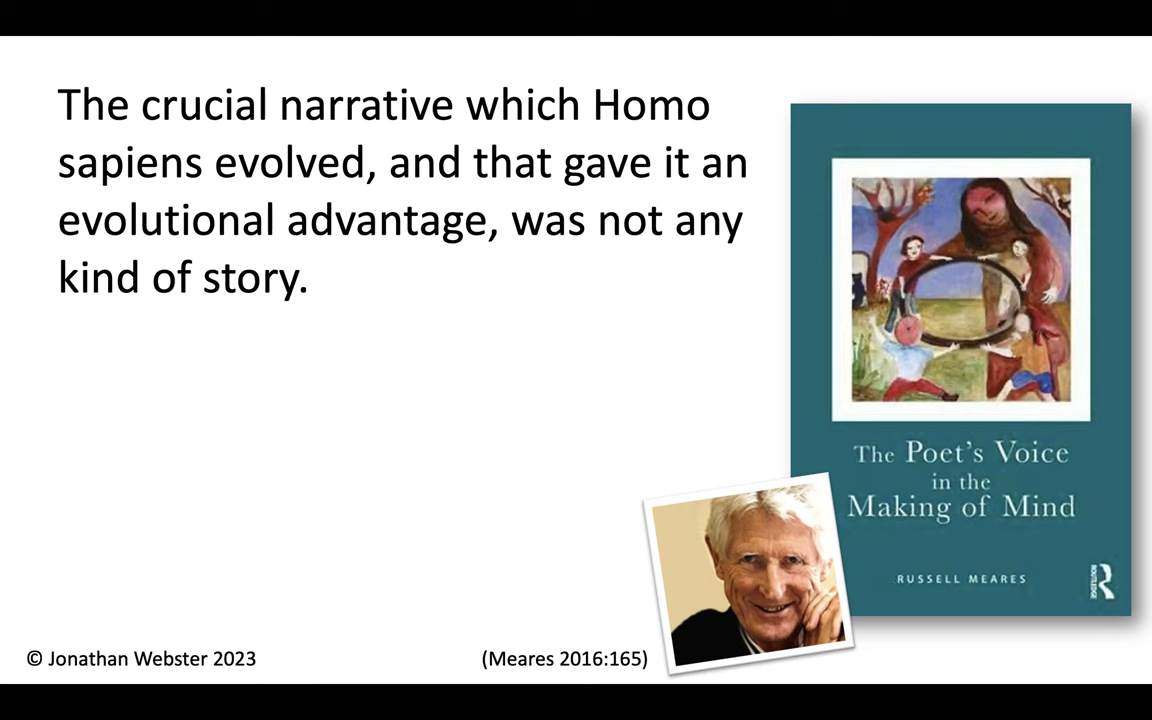 The crucial narrative which Homo
sapiens evolved, and that gave it an
evolutional advantage, was not any
kind of story.
The Poet's Voice
in the
Making of Mind
RUSSELL MEARES
ROUTLEDGE
© Jonathan Webster 2023
(Meares 2016:165)